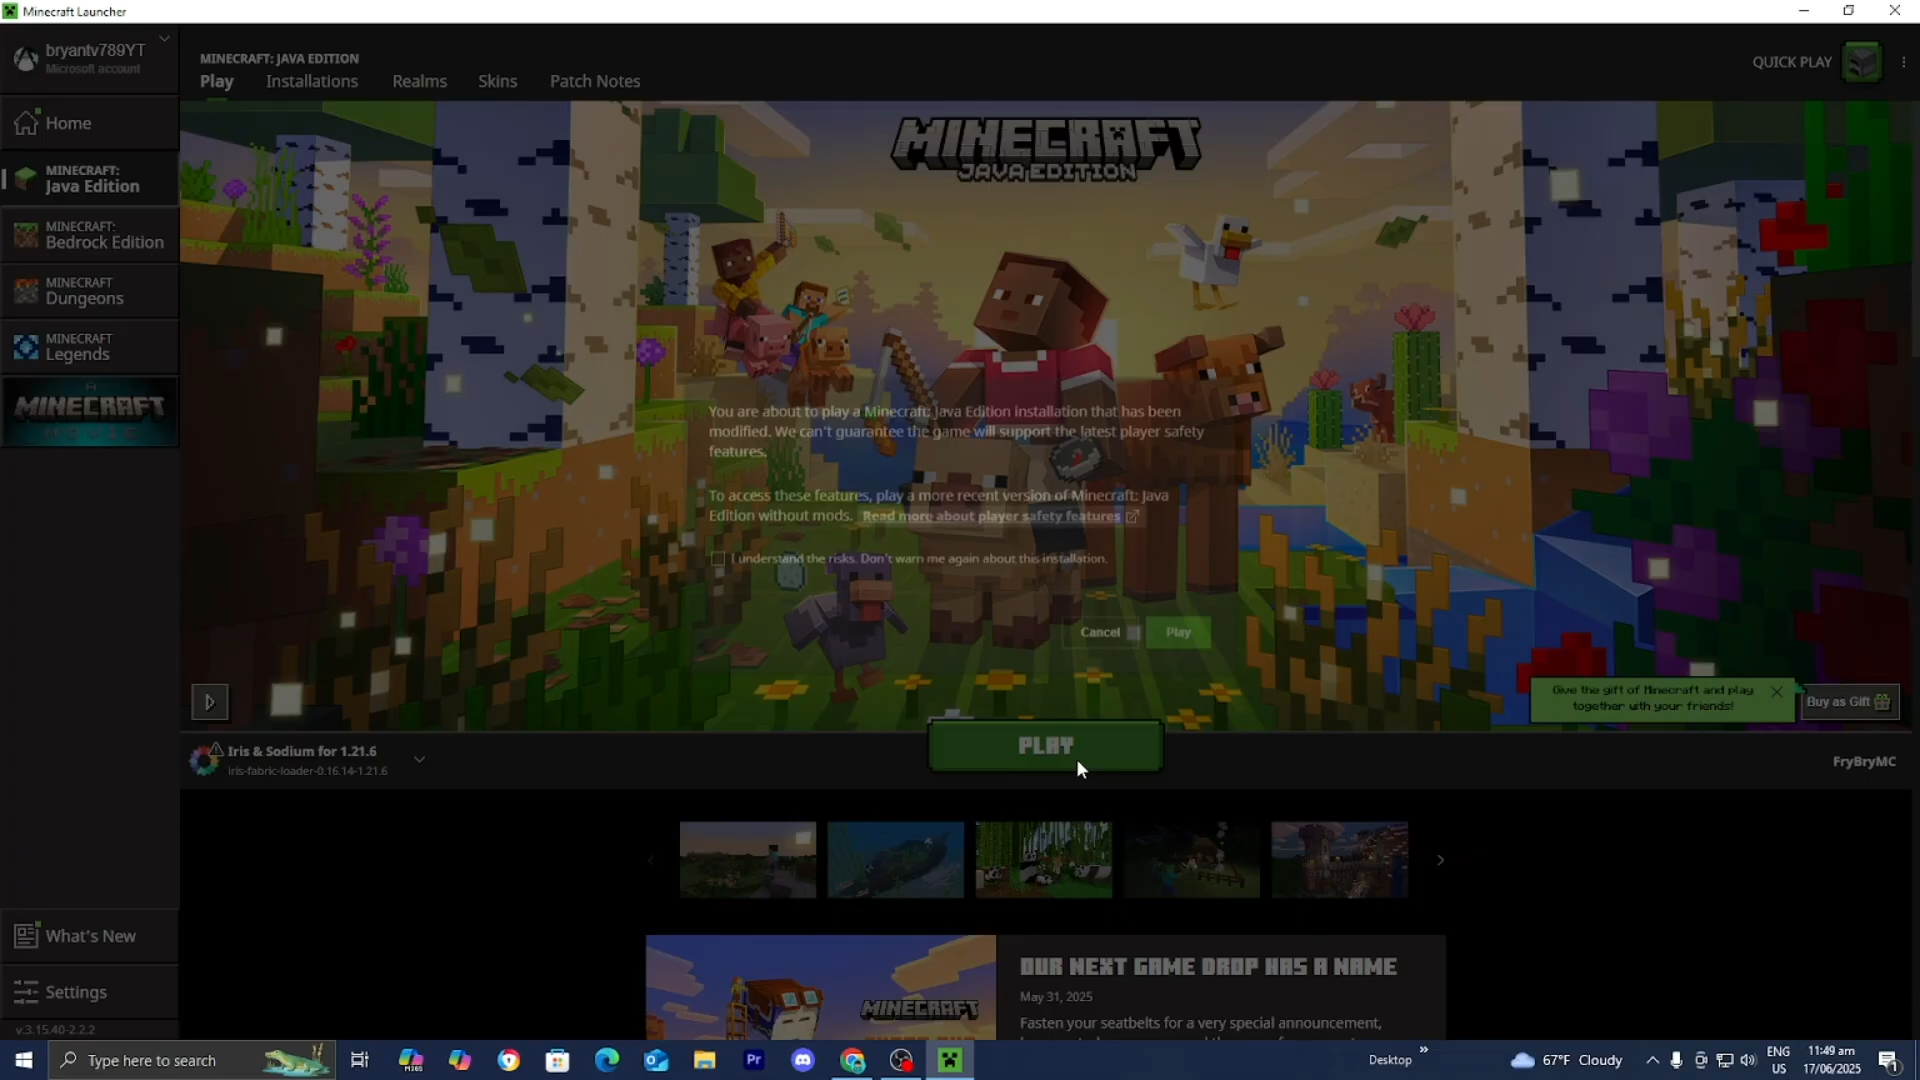 Minecraft Launcher
bryantv789YT
Microsoft account
Home
MINECRAFT:
Java Edition
MINECRAFT:
Bedrock Edition
MINECRAFT
Dungeons
MINECRAFT
Legends
A
MINECRAFT
MOVIE
What's New
Settings
v.3.15.40-2.2.2
MINECRAFT: JAVA EDITION
Play
Installations
Realms
Skins
Patch Notes
QUICK PLAY
MINECRAFT
JAVA EDITION
You are about to play a Minecraft: Java Edition installation that has been
modified. We can't guarantee the game will support the latest player safety
features.
To access these features, play a more recent version of Minecraft: Java
Edition without mods. Read more about player safety features
I understand the risks. Don't warn me again about this installation.
Cancel
Play
Give the gift of Minecraft and play
together with your friends!
Buy as Gift
Iris & Sodium for 1.21.6
iris-fabric-loader-0.16.14-1.21.6
PLAY
FryBryMC
MINECRAFT
OUR NEXT GAME DROP HAS A NAME
May 31, 2025
Fasten your seatbelts for a very special announcement,
Type here to search
M365
Pr
Desktop
67°F Cloudy
ENG
US
11:49 am
17/06/2025
1